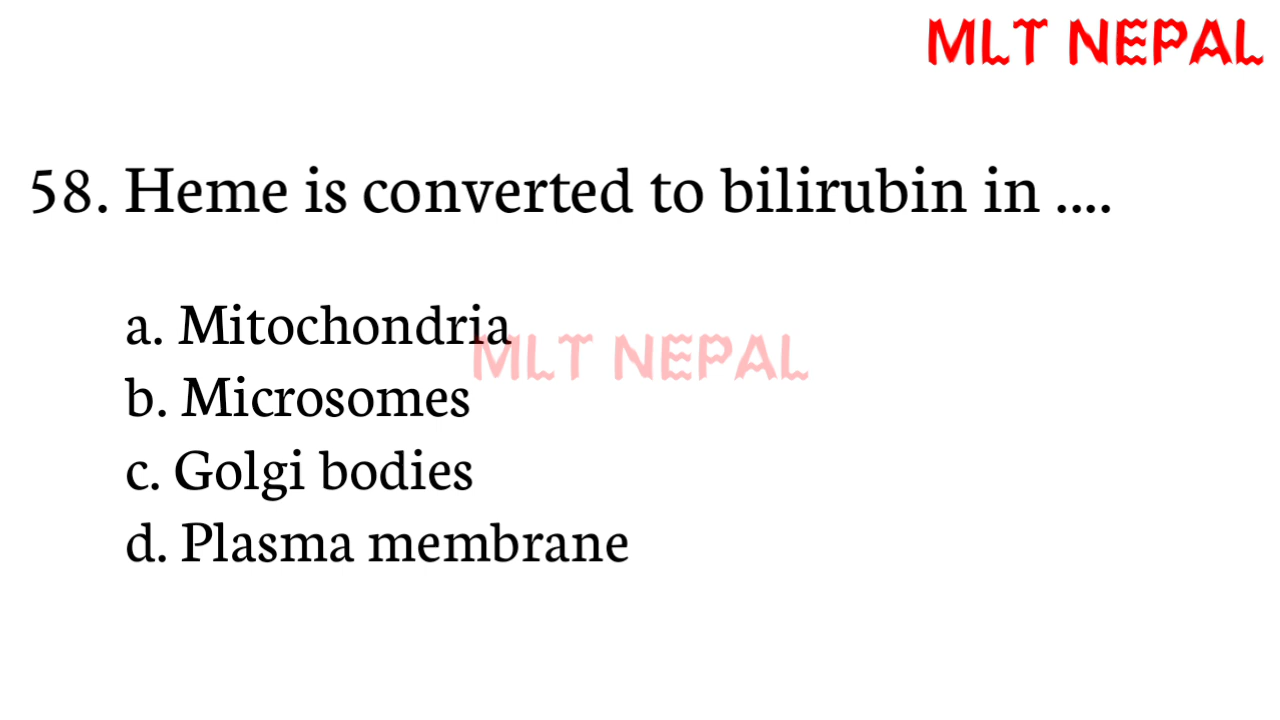 MLT NEPAL
58. Heme is converted to bilirubin in ....
a. Mitochondria
MLT NEPAL
b. Microsomes
c. Golgi bodies
d. Plasma membrane